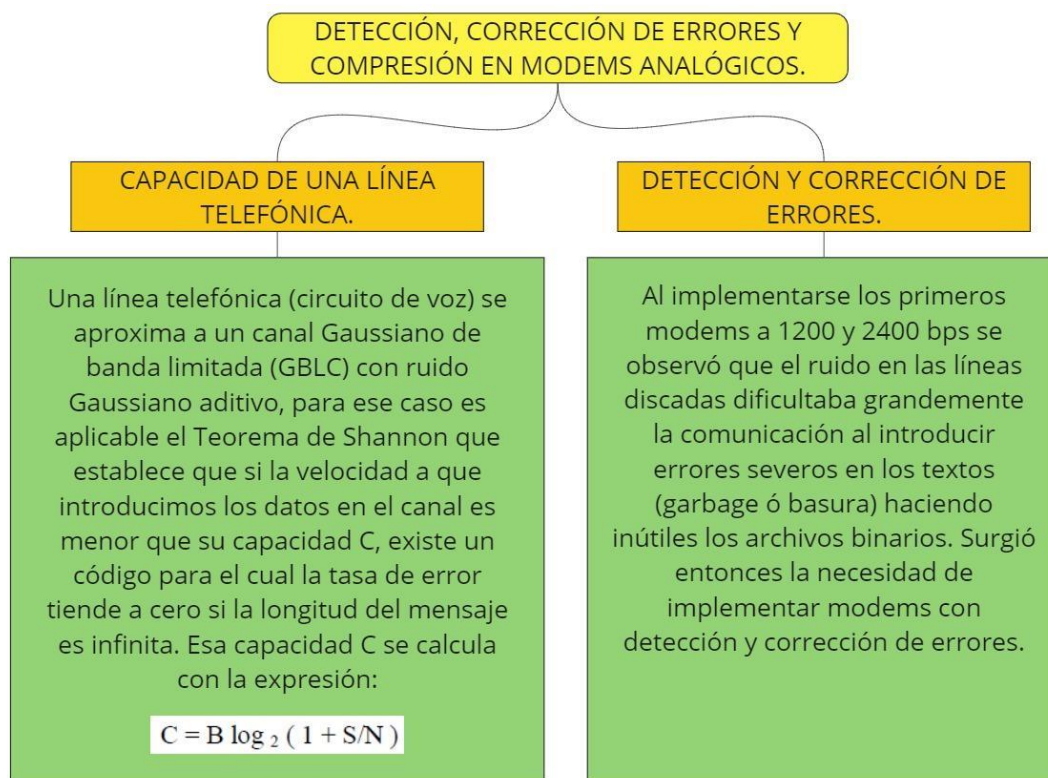 DETECCIÓN, CORRECCIÓN DE ERRORES Y
COMPRESIÓN EN MODEMS ANALÓGICOS.
CAPACIDAD DE UNA LÍNEA
TELEFÓNICA.
Una línea telefónica (circuito de voz) se
aproxima a un canal Gaussiano de
banda limitada (GBLC) con ruido
Gaussiano aditivo, para ese caso es
aplicable el Teorema de Shannon que
establece que si la velocidad a que
introducimos los datos en el canal es
menor que su capacidad C, existe un
código para el cual la tasa de error
tiende a cero si la longitud del mensaje
es infinita. Esa capacidad C se calcula
con la expresión:
C = B log 2 ( 1 + S/N )
DETECCIÓN Y CORRECCIÓN DE
ERRORES.
Al implementarse los primeros
modems a 1200 y 2400 bps se
observó que el ruido en las líneas
discadas dificultaba grandemente
la comunicación al introducir
errores severos en los textos
(garbage ó basura) haciendo
inútiles los archivos binarios. Surgió
entonces la necesidad de
implementar modems con
detección y corrección de errores.